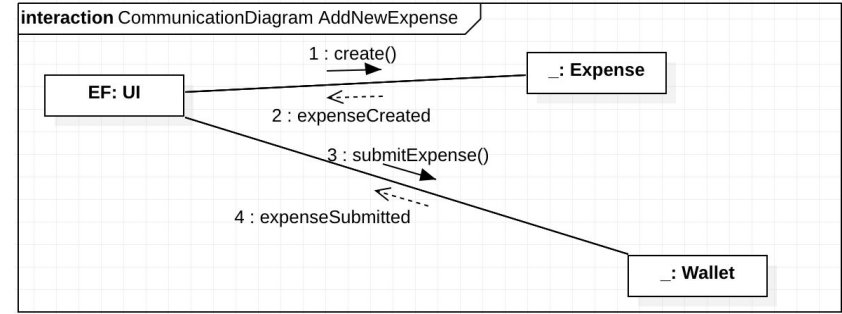 interaction CommunicationDiagram AddNewExpense
1 : create()
_: Expense
EF: UI
2 : expenseCreated
3 : submitExpense()
4 : expenseSubmitted
_: Wallet